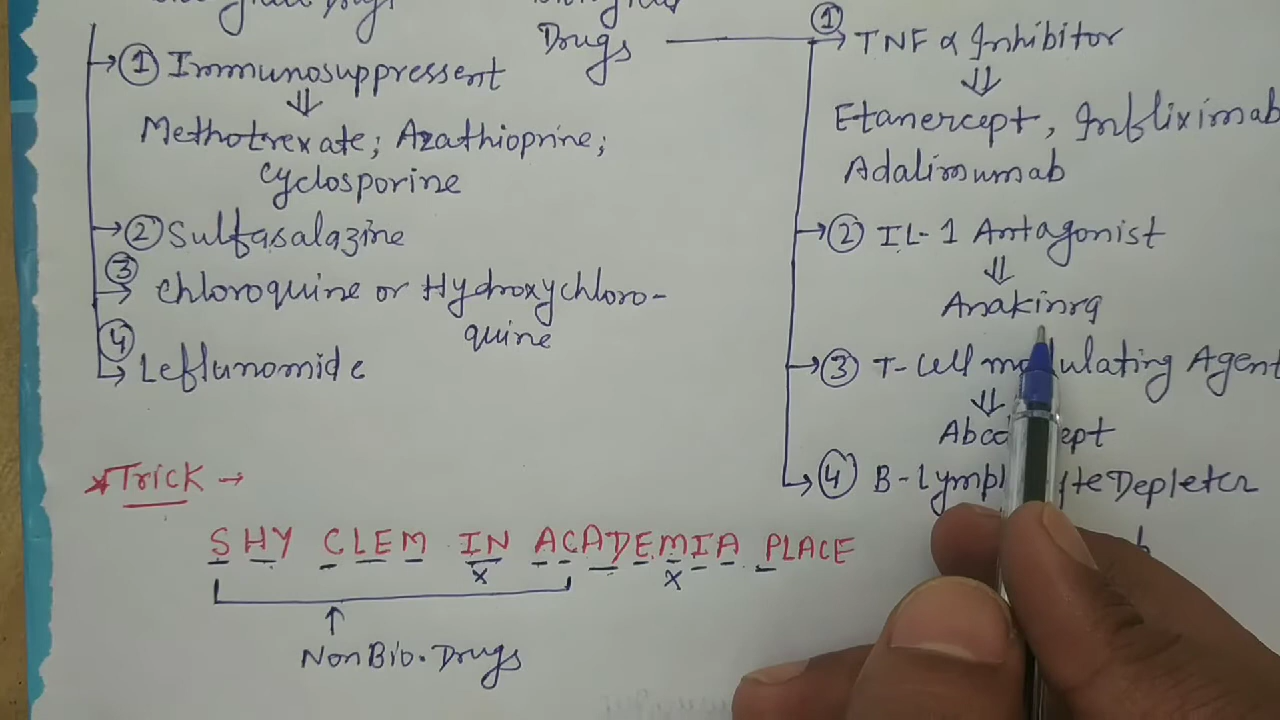 Drugs
① Immunosuppressent
⇓
Methotrexate; Azathioprine;
Cyclosporine
→ ② Sulfasalazine
③ → Chloroquine or Hydroxychloro-
quine
④ → Leflunomide
Drugs → ① TNF α Inhibitor
⇓
Etanercept, Infliximab
Adalimumab
→ ② IL-1 Antagonist
⇓
Anakinra
→ ③ T-Cell modulating Agent
⇓
→ ④ Depleter
*Trick →
SHY CLEM IN ACADEMIA PLACE
x x
↑
NonBio. Drugs